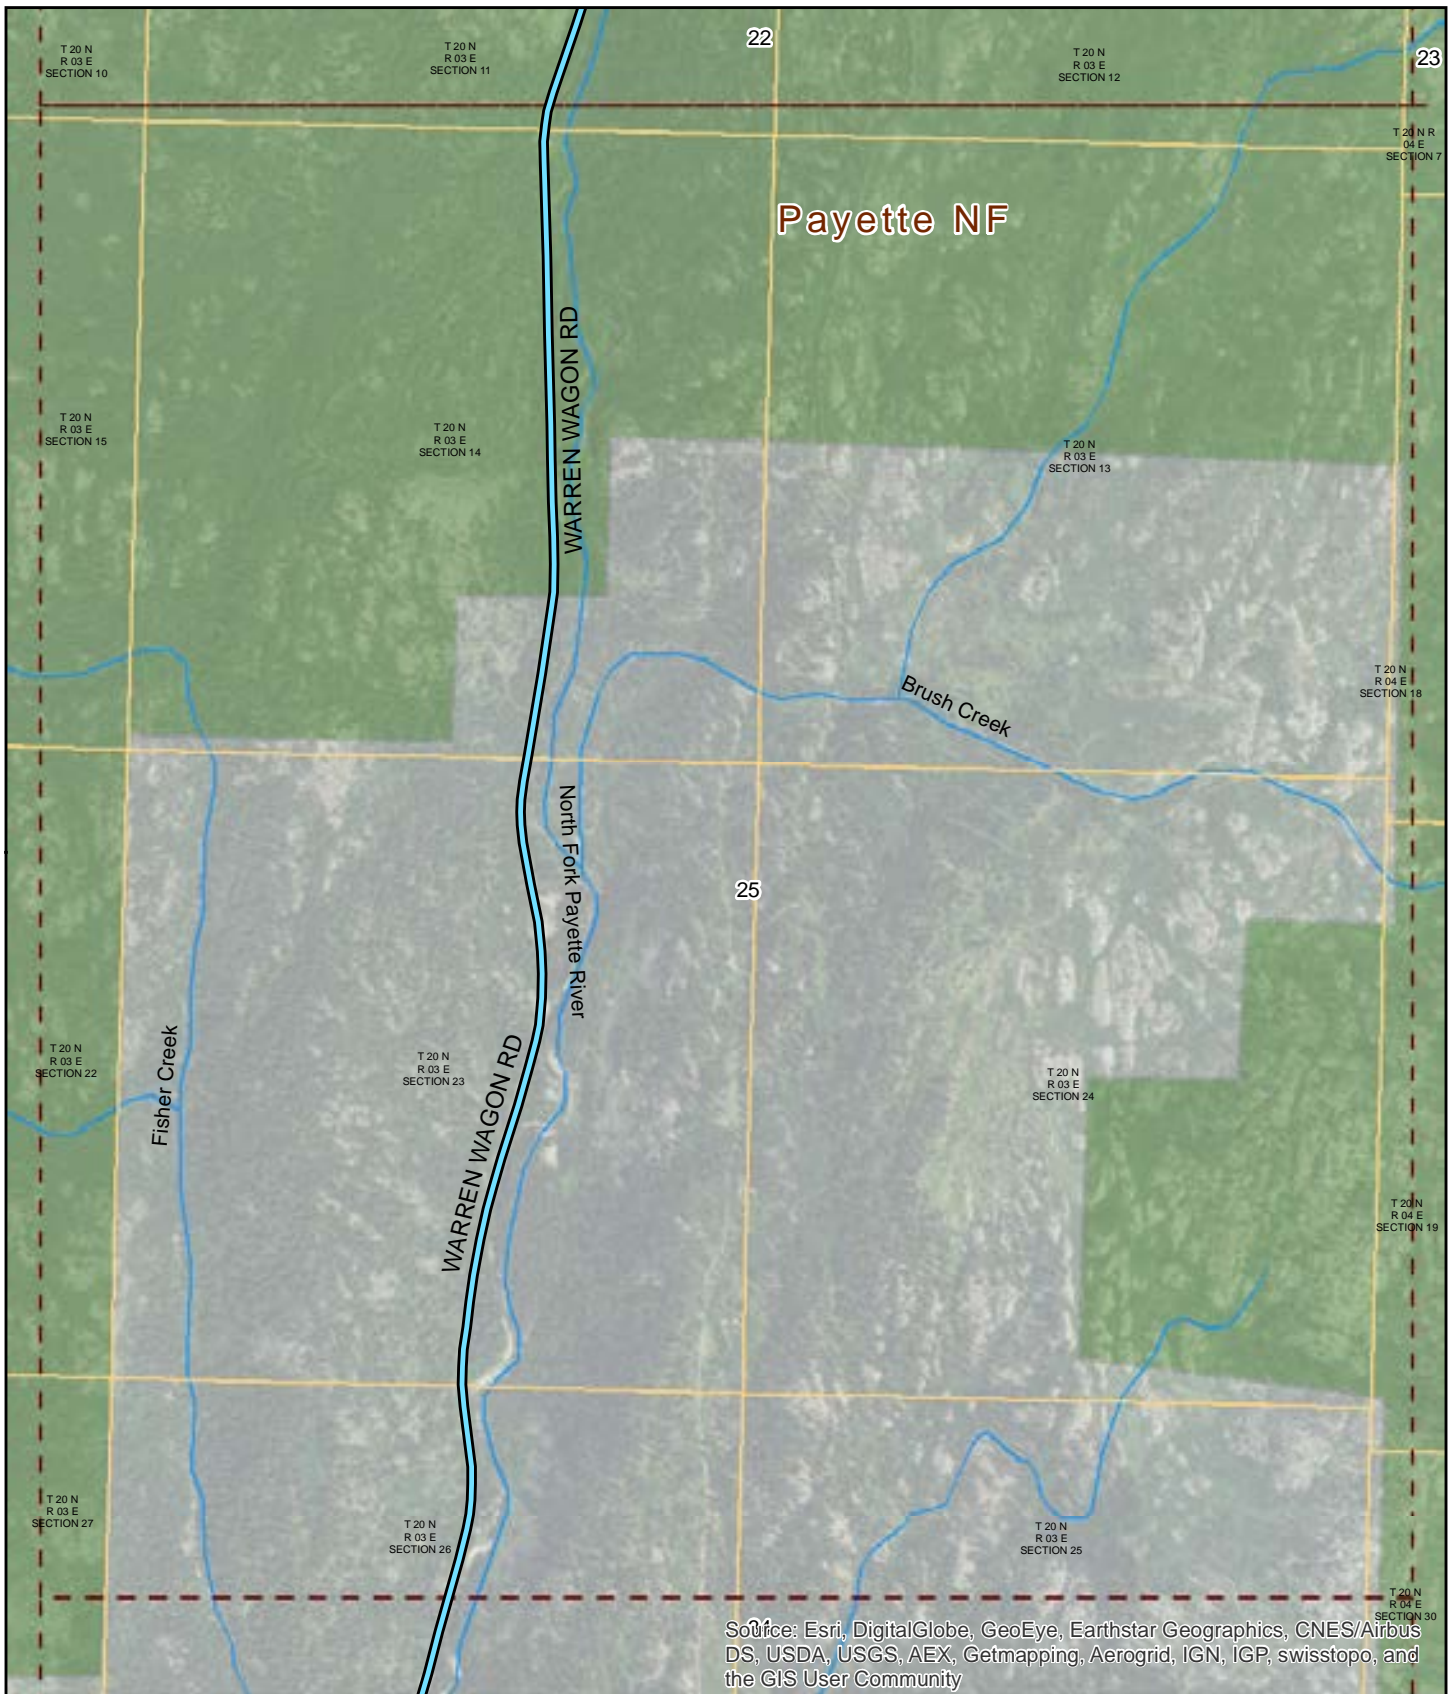 22
23
T 20 N
R 03 E
SECTION 10
T 20 N
R 03 E
SECTION 11
T 20 N
R 03 E
SECTION 12
T 20 N R
04 E
SECTION 7
Payette NF
WARREN WAGON RD
T 20 N
R 03 E
SECTION 15
T 20 N
R 03 E
SECTION 14
T 20 N
R 03 E
SECTION 13
T 20 N
R 04 E
SECTION 18
Brush Creek
North Fork Payette River
25
Fisher Creek
T 20 N
R 03 E
SECTION 22
T 20 N
R 03 E
SECTION 23
WARREN WAGON RD
T 20 N
R 03 E
SECTION 24
T 20 N
R 04 E
SECTION 19
T 20 N
R 03 E
SECTION 27
T 20 N
R 03 E
SECTION 26
T 20 N
R 03 E
SECTION 25
T 20 N
R 04 E
SECTION 30
Source: Esri, DigitalGlobe, GeoEye, Earthstar Geographics, CNES/Airbus
DS, USDA, USGS, AEX, Getmapping, Aerogrid, IGN, IGP, swisstopo, and
the GIS User Community